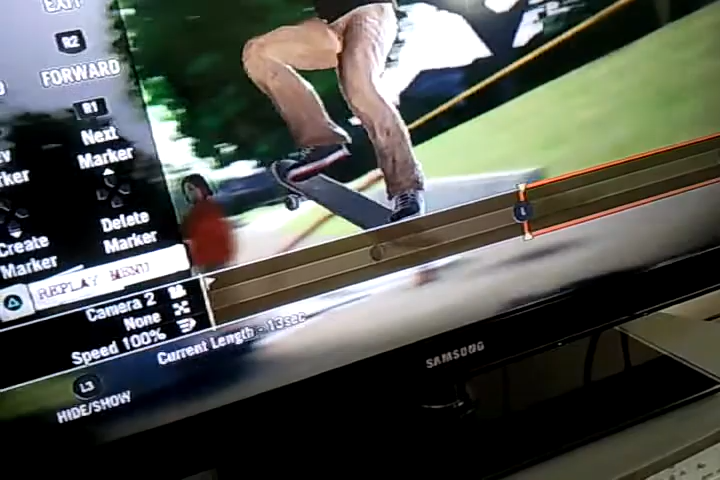 EXIT
R2
FORWARD
R1
Next
Marker
Delete
Marker
Create
Marker
REPLAY MENU
Camera 2
None
Speed 100%
Current Length - 13sec
L3
HIDE/SHOW
SAMSUNG